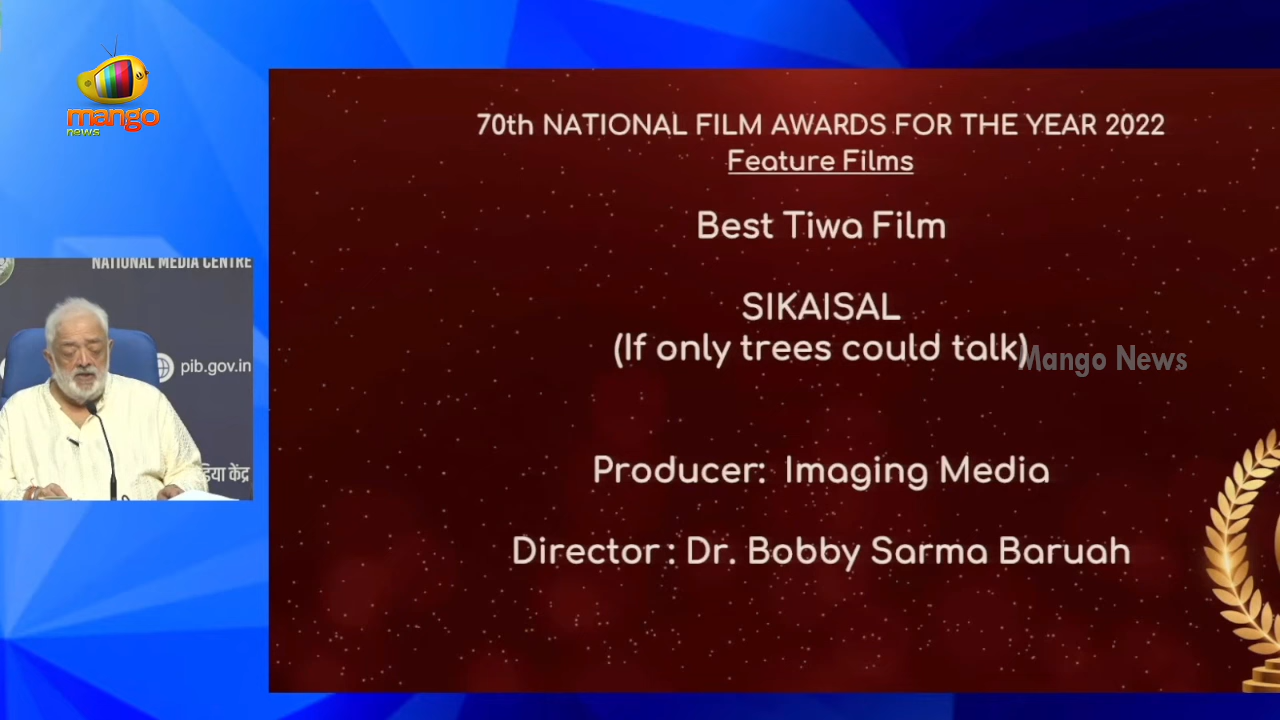 mango
news
70th NATIONAL FILM AWARDS FOR THE YEAR 2022
Feature Films
Best Tiwa Film
SIKAISAL
(If only trees could talk)
Mango News
Producer: Imaging Media
Director : Dr. Bobby Sarma Baruah
NATIONAL MEDIA CENTRE
pib.gov.in
केंद्र